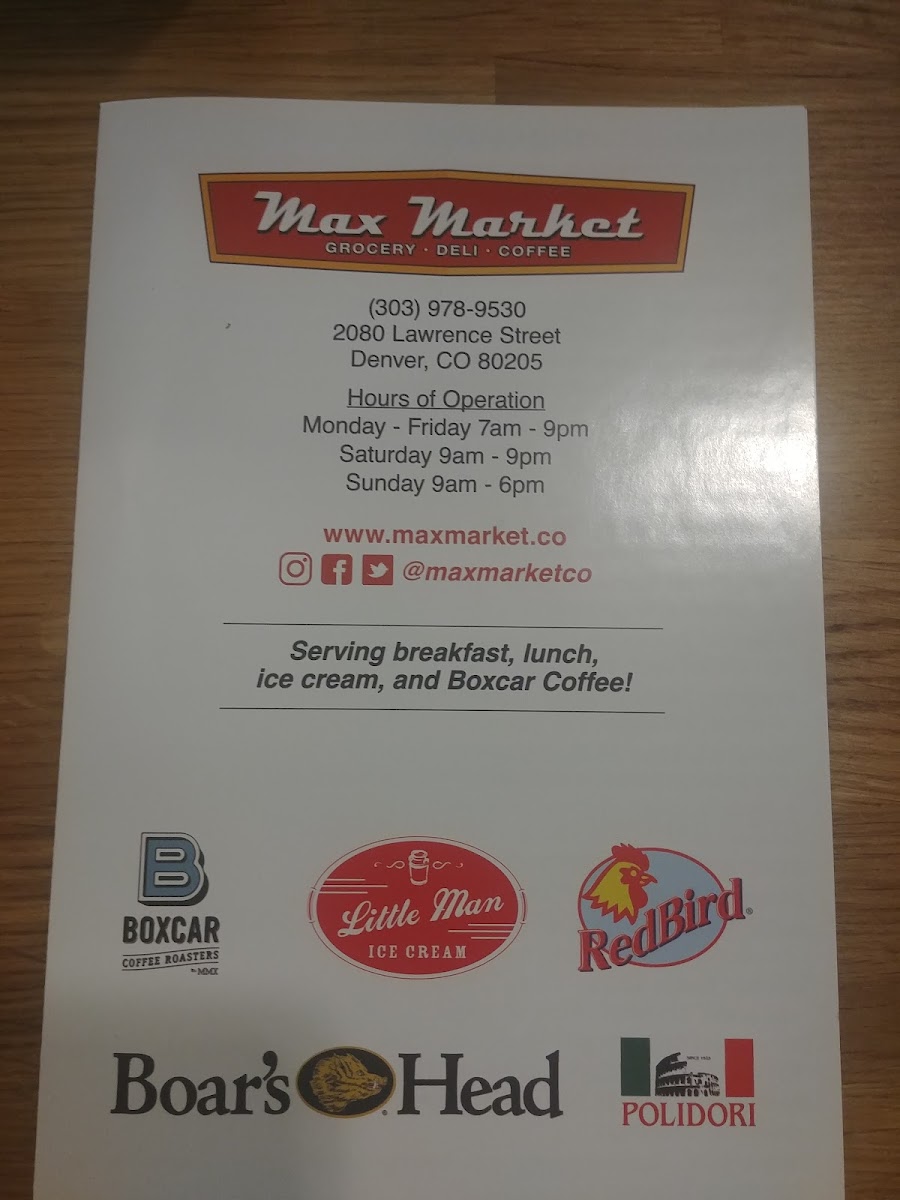 Max Market
GROCERY · DELI · COFFEE
(303) 978-9530
2080 Lawrence Street
Denver, CO 80205
Hours of Operation
Monday - Friday 7am - 9pm
Saturday 9am - 9pm
Sunday 9am - 6pm
www.maxmarket.co
@maxmarketco
Serving breakfast, lunch,
ice cream, and Boxcar Coffee!
B
BOXCAR
COFFEE ROASTERS
MMX
Little Man
ICE CREAM
RedBird®
Boar's Head
POLIDORI